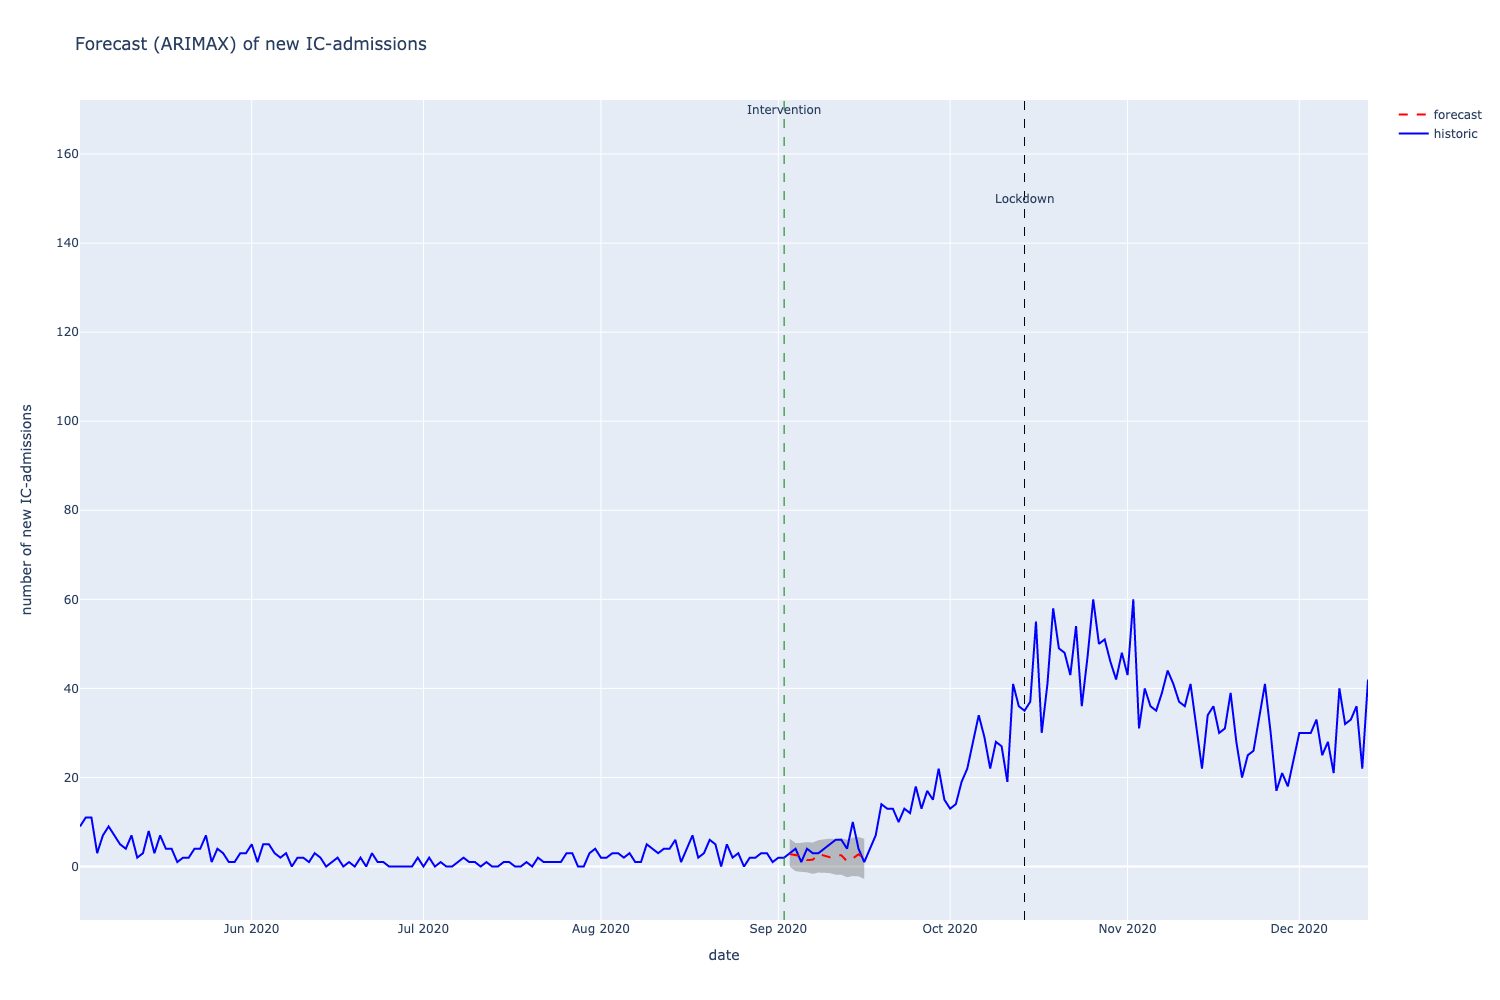 Forecast (ARIMAX) of new IC-admissions
Intervention
forecast
historic
160
Lockdown
140
120
100
80
60
40
20
0
number of new IC-admissions
Jun 2020
Jul 2020
Aug 2020
Sep 2020
Oct 2020
Nov 2020
Dec 2020
date